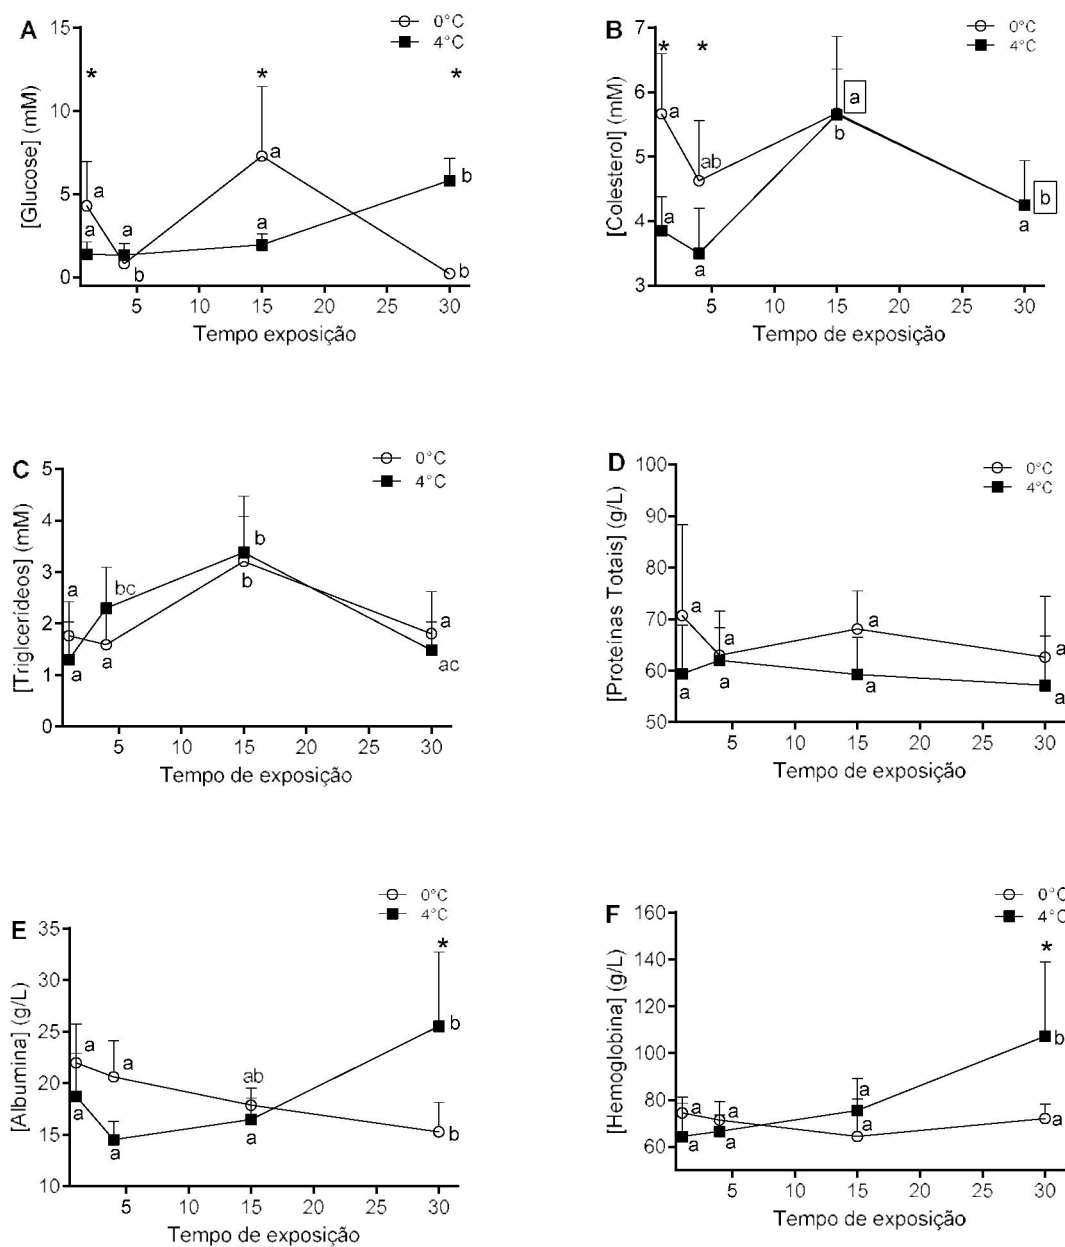 A
0°C
4°C
*
*
*
[Glucose] (mM)
15
10
5
0
a
a
a
b
a
a
b
b
5
10
15
20
25
30
Tempo exposição
B
0°C
4°C
*
*
[Colesterol] (mM)
7
6
5
4
3
a
ab
a
a
a
b
b
a
5
10
15
20
25
30
Tempo de exposição
C
0°C
4°C
[Triglcerídeos] (mM)
5
4
3
2
1
0
a
a
bc
a
b
b
a
ac
5
10
15
20
25
30
Tempo de exposição
D
0°C
4°C
[Proteínas Totais] (g/L)
100
90
80
70
60
50
a
a
a
a
a
a
a
a
5
10
15
20
25
30
Tempo de exposição
E
0°C
4°C
*
[Albumina] (g/L)
35
30
25
20
15
10
a
a
a
a
ab
a
b
b
5
10
15
20
25
30
Tempo de exposição
F
0°C
4°C
*
[Hemoglobina] (g/L)
160
140
120
100
80
60
a
a
a
a
a
a
b
a
5
10
15
20
25
30
Tempo de exposição